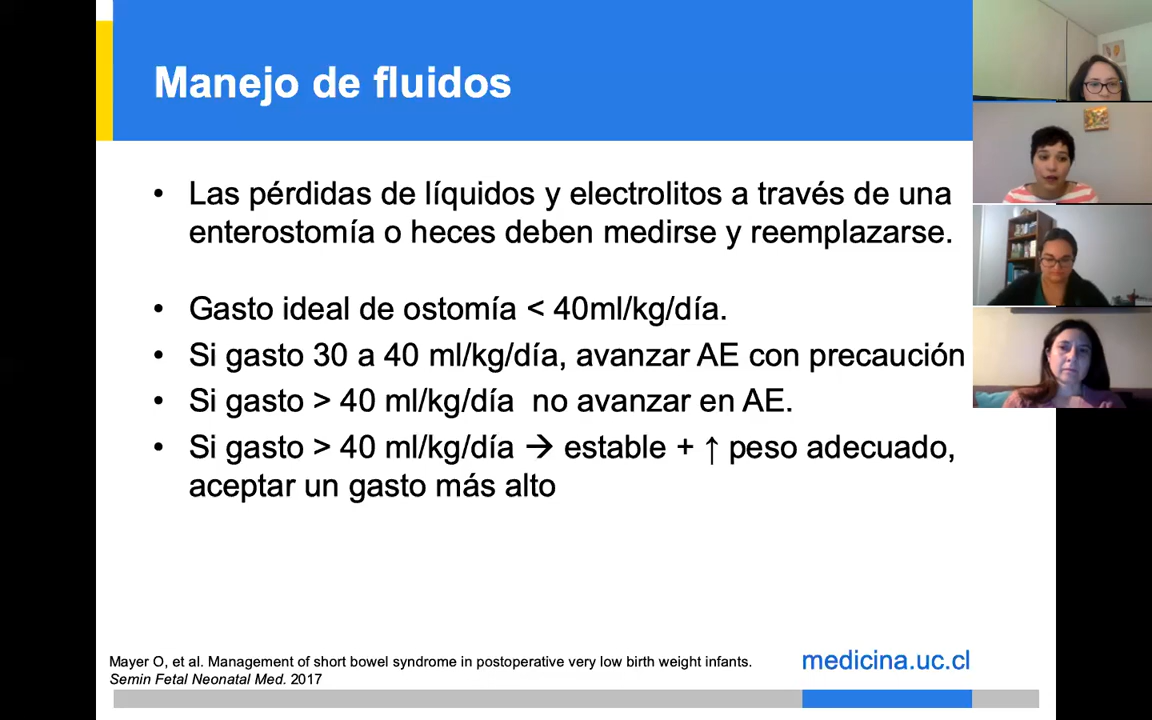 Manejo de fluidos
• Las pérdidas de líquidos y electrolitos a través de una
enterostomía o heces deben medirse y reemplazarse.
• Gasto ideal de ostomía < 40ml/kg/día.
• Si gasto 30 a 40 ml/kg/día, avanzar AE con precaución
• Si gasto > 40 ml/kg/día  no avanzar en AE.
• Si gasto > 40 ml/kg/día → estable + ↑ peso adecuado,
aceptar un gasto más alto
Mayer O, et al. Management of short bowel syndrome in postoperative very low birth weight infants.
Semin Fetal Neonatal Med. 2017
medicina.uc.cl